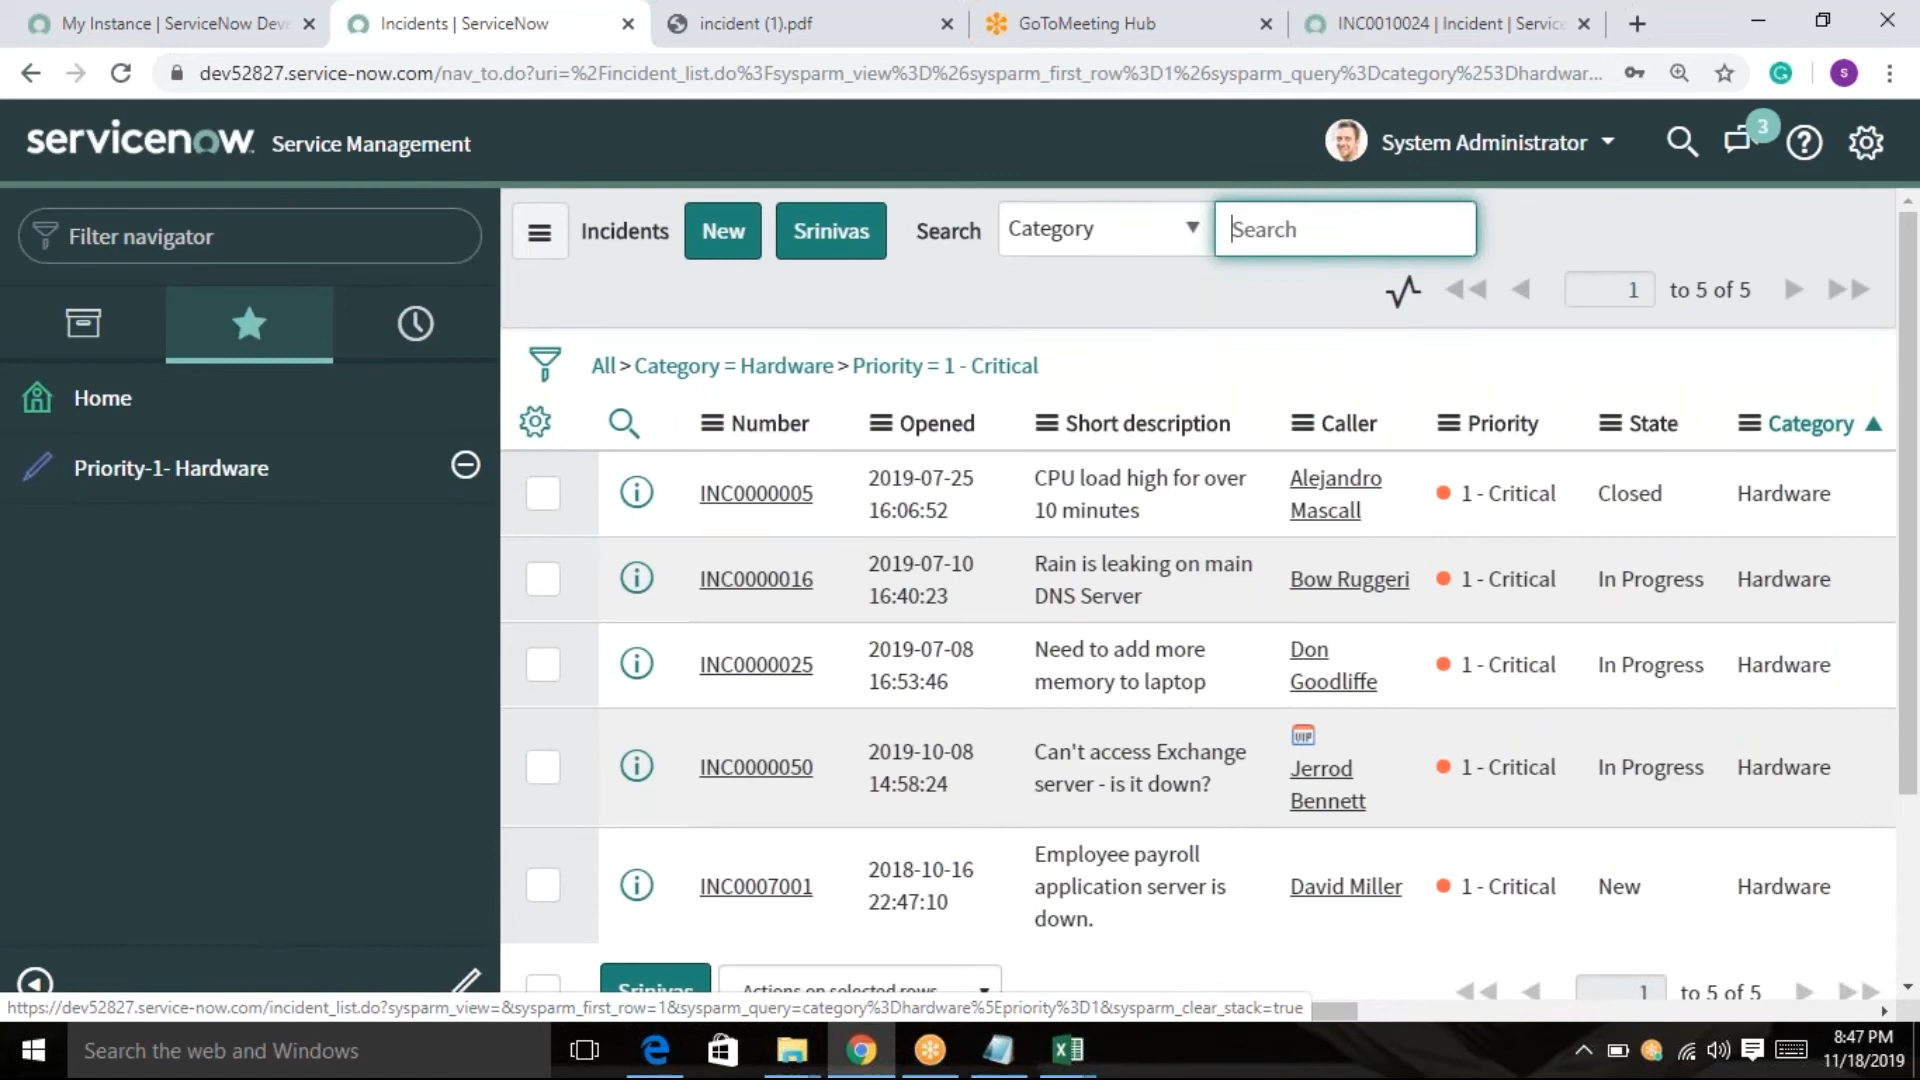 My Instance | ServiceNow Deve
Incidents | ServiceNow
incident (1).pdf
GoToMeeting Hub
INC0010024 | Incident | Service
dev52827.service-now.com/nav_to.do?uri=%2Fincident_list.do%3Fsysparm_view%3D%26sysparm_first_row%3D1%26sysparm_query%3Dcategory%253Dhardwar...
S
servicenow Service Management
System Administrator
3
Filter navigator
Home
Priority-1- Hardware
Incidents
New
Srinivas
Search
Category
Search
1 to 5 of 5
All > Category = Hardware > Priority = 1 - Critical
Number Opened Short description Caller Priority State Category
INC0000005 2019-07-25 16:06:52 CPU load high for over 10 minutes Alejandro Mascall 1 - Critical Closed Hardware
INC0000016 2019-07-10 16:40:23 Rain is leaking on main DNS Server Bow Ruggeri 1 - Critical In Progress Hardware
INC0000025 2019-07-08 16:53:46 Need to add more memory to laptop Don Goodliffe 1 - Critical In Progress Hardware
INC0000050 2019-10-08 14:58:24 Can't access Exchange server - is it down? VIP Jerrod Bennett 1 - Critical In Progress Hardware
INC0007001 2018-10-16 22:47:10 Employee payroll application server is down. David Miller 1 - Critical New Hardware
Srinivas
Actions on selected rows...
1 to 5 of 5
https://dev52827.service-now.com/incident_list.do?sysparm_view=&sysparm_first_row=1&sysparm_query=category%3Dhardware%5Epriority%3D1&sysparm_clear_stack=true
Search the web and Windows
8:47 PM
11/18/2019